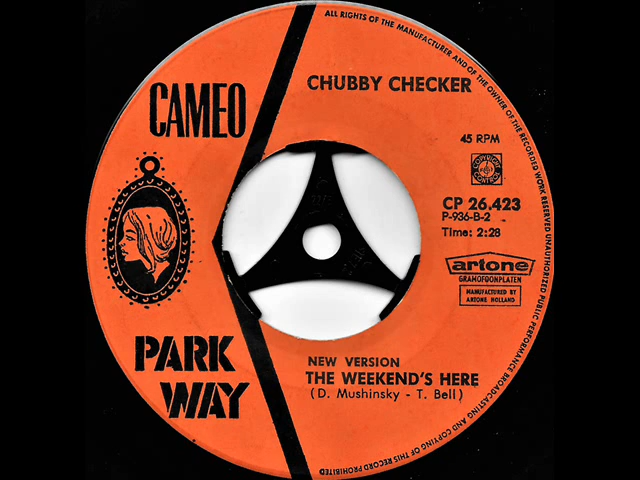 ALL RIGHTS OF THE MANUFACTURER AND OF THE OWNER OF THE RECORDED WORK RESERVED UNAUTHORIZED PUBLIC PERFORMANCE BROADCASTING AND COPYING OF THIS RECORD PROHIBITED
CAMEO
CHUBBY CHECKER
45 RPM
COPYRIGHT
CONTROL
CP 26.423
P-936-B-2
Time: 2:28
artone
GRAMOFOONPLATEN
MANUFACTURED BY
ARTONE HOLLAND
PARK
WAY
NEW VERSION
THE WEEKEND'S HERE
(D. Mushinsky - T. Bell)